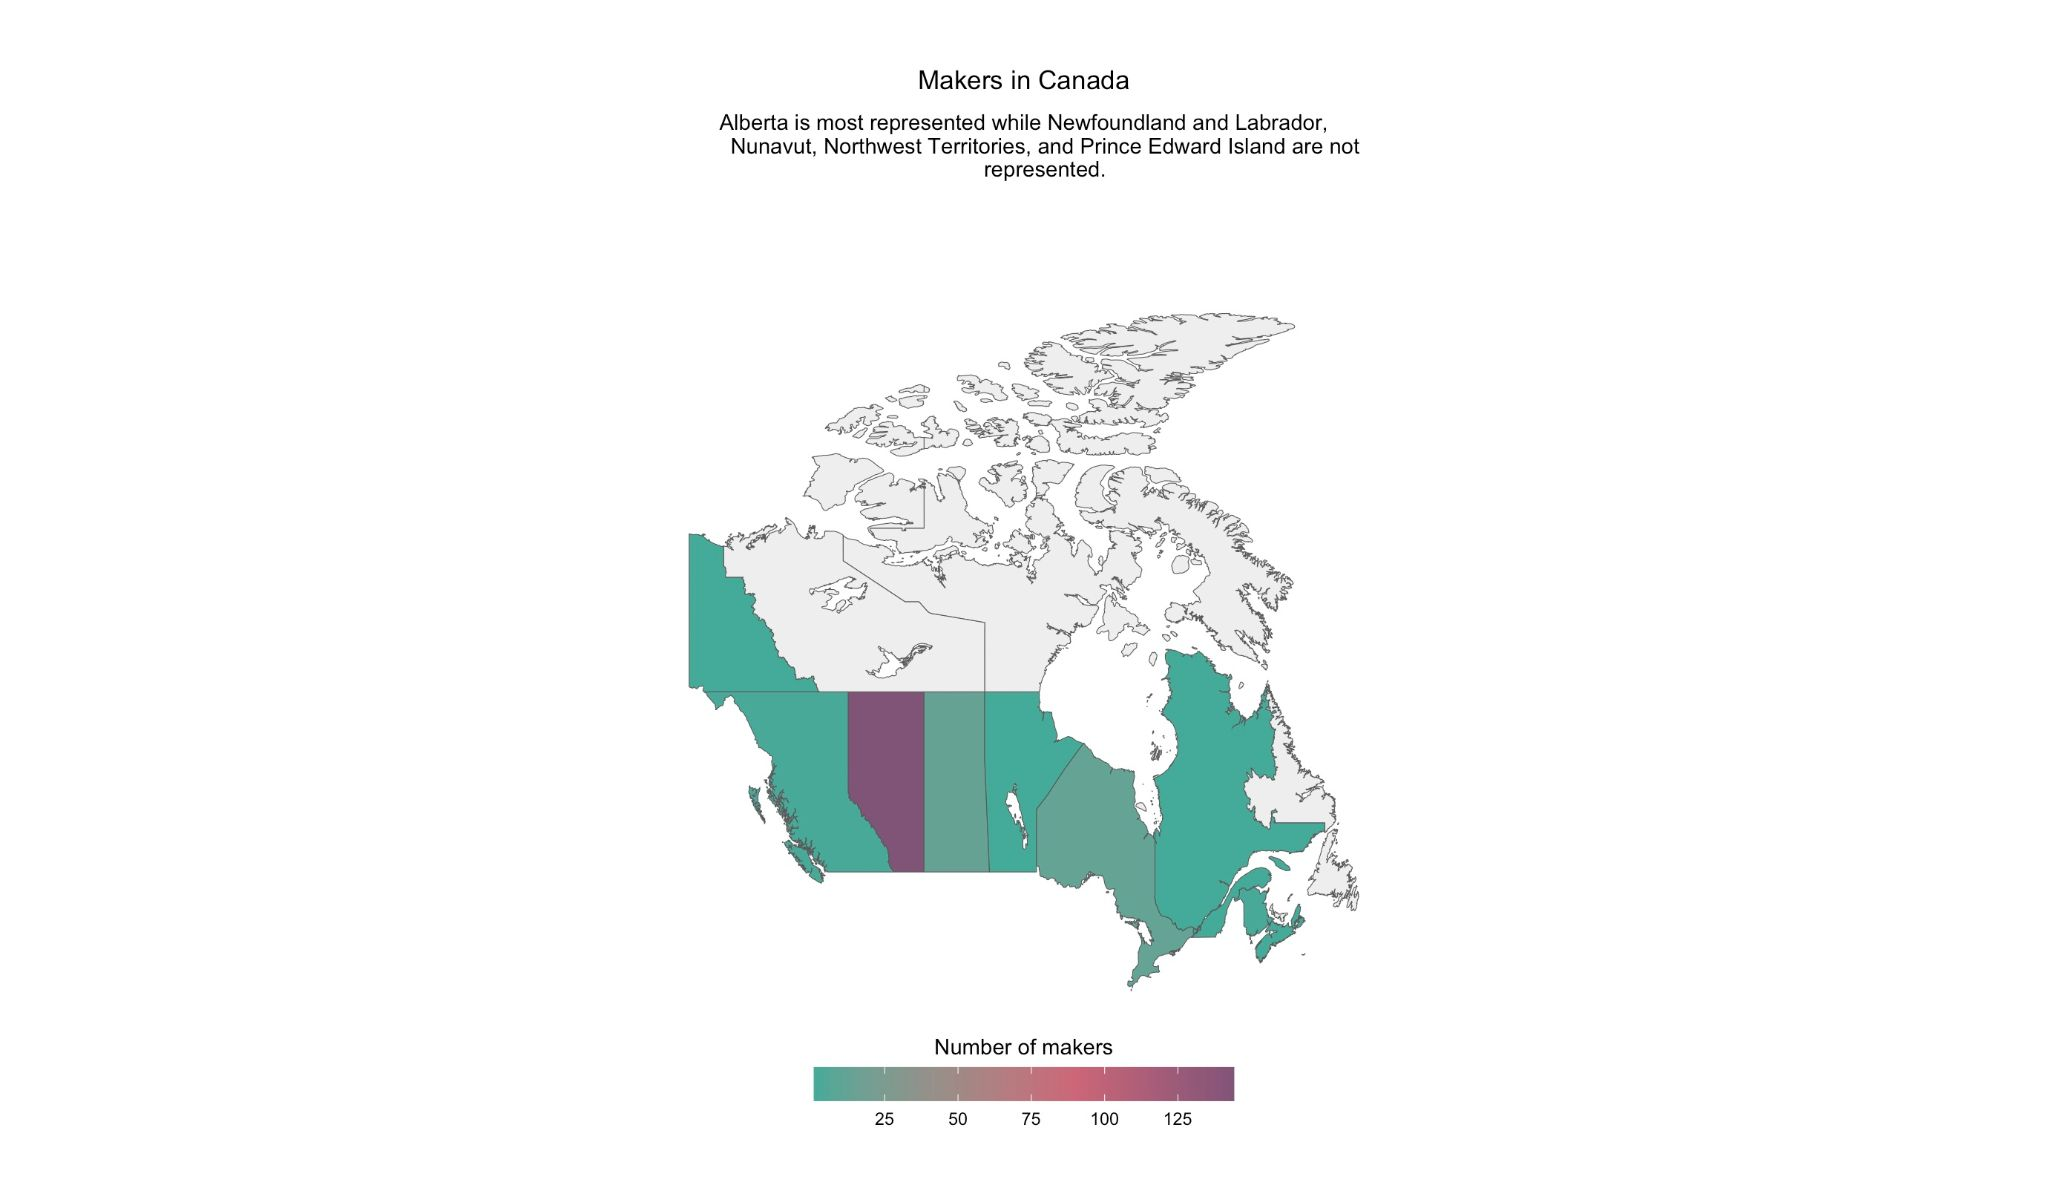 Makers in Canada
Alberta is most represented while Newfoundland and Labrador,
Nunavut, Northwest Territories, and Prince Edward Island are not
represented.
Number of makers
25 50 75 100 125